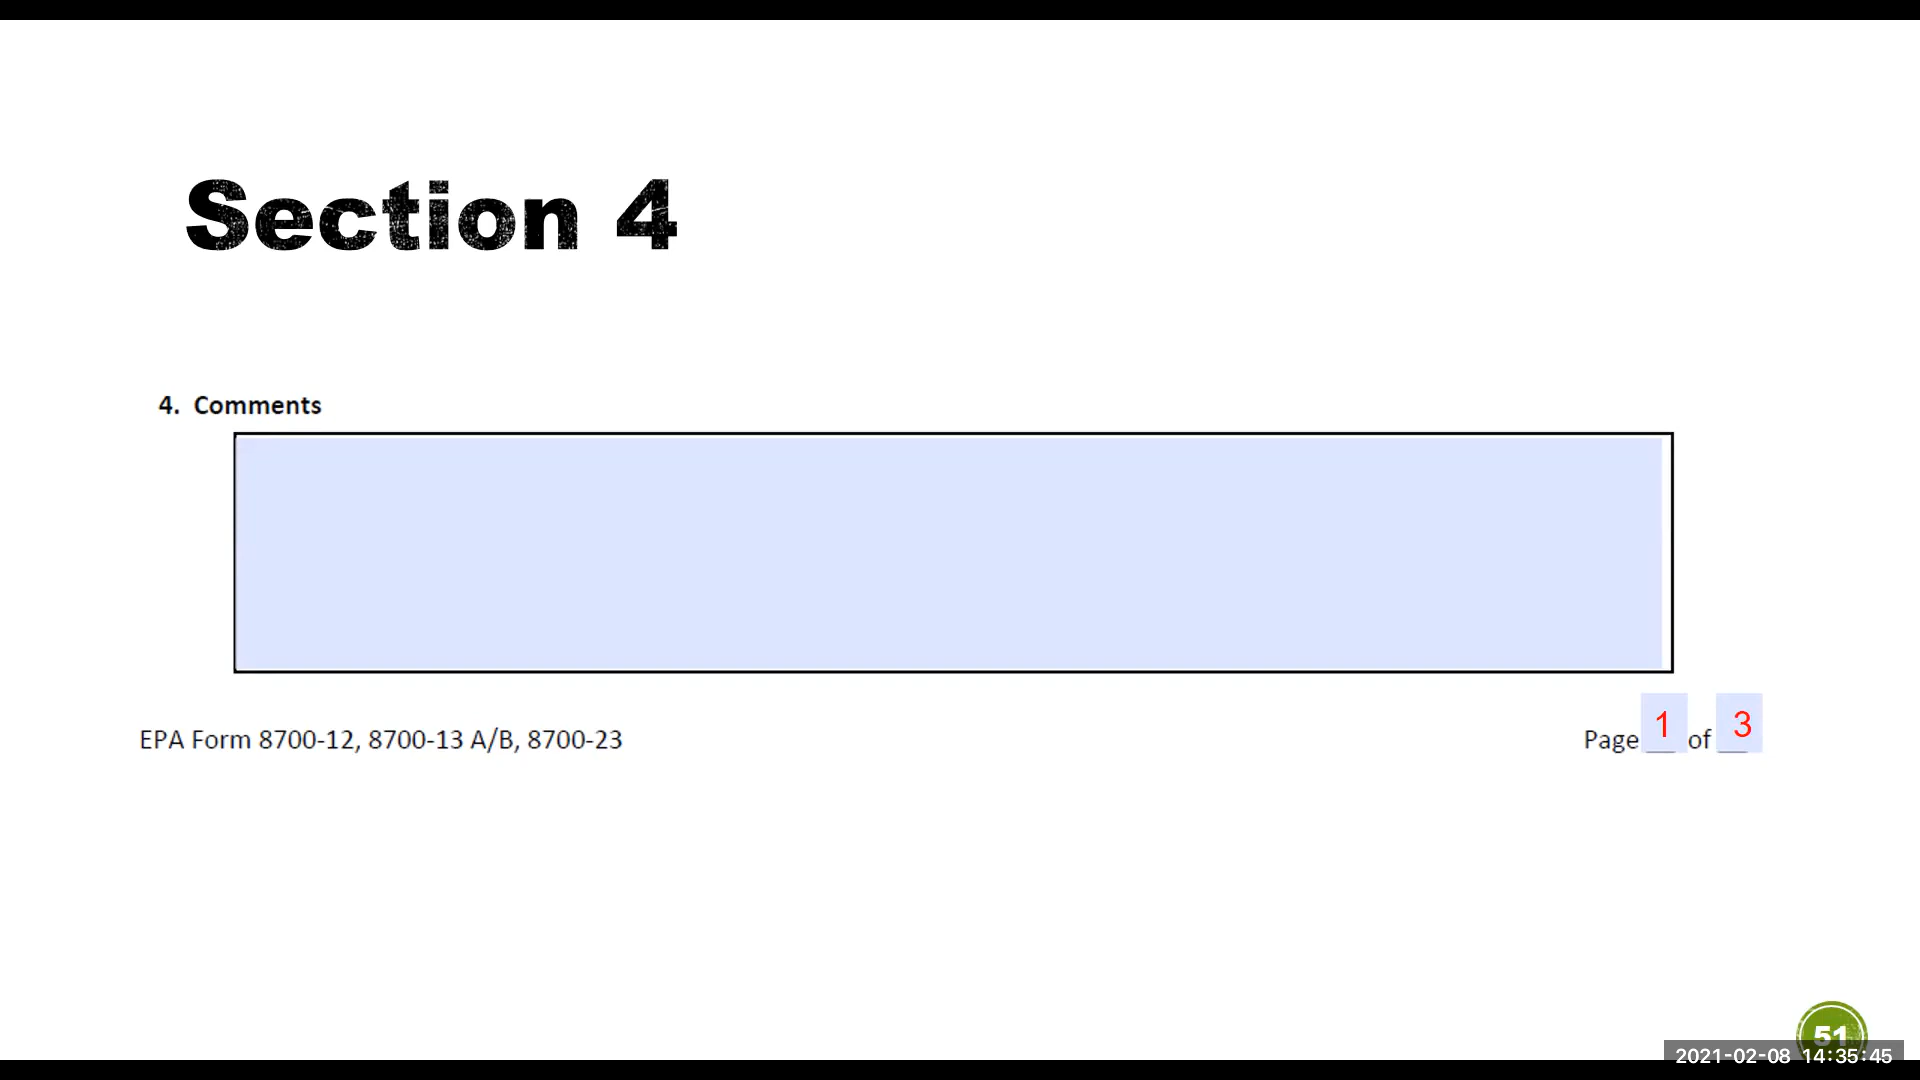 Section 4
4. Comments
EPA Form 8700-12, 8700-13 A/B, 8700-23
Page 1 of 3
51
2021-02-08 14:35:45